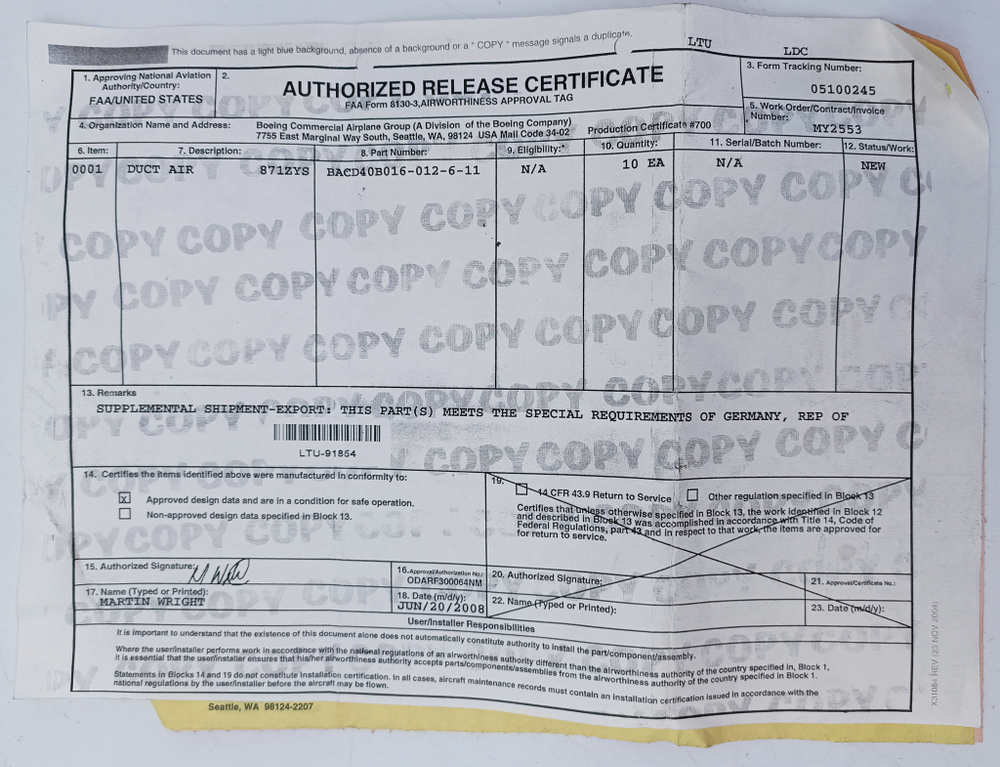 This document has a light blue background, absence of a background or a " COPY " message signals a duplicate.
LTU
LDC
1. Approving National Aviation Authority/Country:
FAA/UNITED STATES
2.
AUTHORIZED RELEASE CERTIFICATE
FAA Form 8130-3,AIRWORTHINESS APPROVAL TAG
3. Form Tracking Number:
05100245
4. Organization Name and Address:
Boeing Commercial Airplane Group (A Division of the Boeing Company)
7755 East Marginal Way South, Seattle, WA, 98124 USA Mail Code 34-02
Production Certificate #700
5. Work Order/Contract/Invoice Number:
MY2553
6. Item: 7. Description: 8. Part Number: 9. Eligibility:* 10. Quantity: 11. Serial/Batch Number: 12. Status/Work:
0001 DUCT AIR 871ZYS BACD40B016-012-6-11 N/A 10 EA N/A NEW
COPY COPY COPY COPY COPY COPY COPY
13. Remarks
SUPPLEMENTAL SHIPMENT-EXPORT: THIS PART(S) MEETS THE SPECIAL REQUIREMENTS OF GERMANY, REP OF
LTU-91864
14. Certifies the items identified above were manufactured in conformity to:
x Approved design data and are in a condition for safe operation.
Non-approved design data specified in Block 13.
19.
14 CFR 43.9 Return to Service
Other regulation specified in Block 13
Certifies that unless otherwise specified in Block 13, the work identified in Block 12
and described in Block 13 was accomplished in accordance with Title 14, Code of
Federal Regulations, part 43 and in respect to that work, the items are approved for
for return to service.
15. Authorized Signature:
16. Approval/Authorization No.:
ODARF300064NM
17. Name (Typed or Printed):
MARTIN WRIGHT
18. Date (m/d/y):
JUN/20/2008
20. Authorized Signature:
21. Approval/Certificate No.:
22. Name (Typed or Printed):
23. Date (m/d/y):
User/Installer Responsibilities
It is important to understand that the existence of this document alone does not automatically constitute authority to install the part/component/assembly.
Where the user/installer performs work in accordance with the national regulations of an airworthiness authority different than the airworthiness authority of the country specified in, Block 1,
it is essential that the user/installer ensures that his/her airworthiness authority accepts parts/components/assemblies from the airworthiness authority of the country specified in Block 1.
Statements in Blocks 14 and 19 do not constitute installation certification. In all cases, aircraft maintenance records must contain an installation certification issued in accordance with the
national regulations by the user/installer before the aircraft may be flown.
Seattle, WA 98124-2207